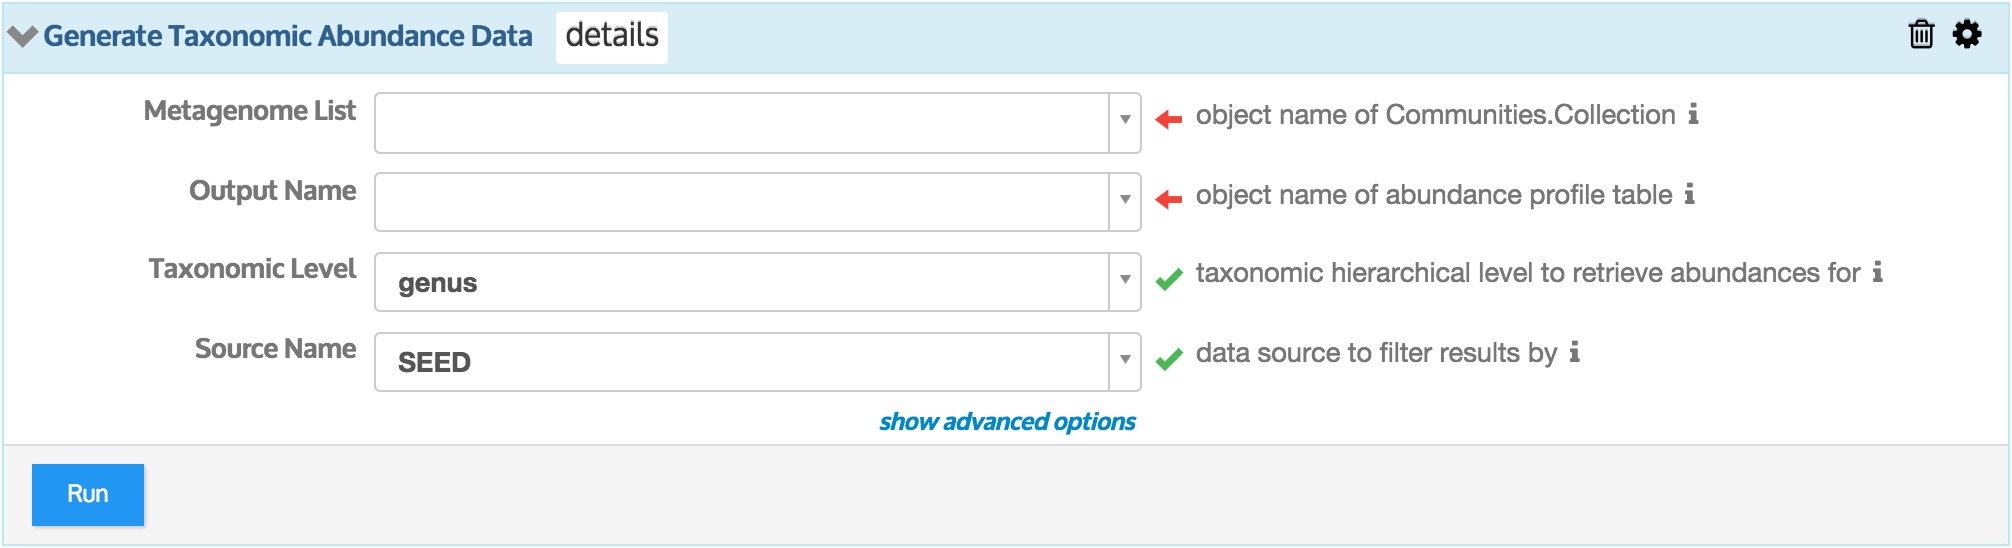 Generate Taxonomic Abundance Data details
Metagenome List object name of Communities.Collection
Output Name object name of abundance profile table
Taxonomic Level genus taxonomic hierarchical level to retrieve abundances for
Source Name SEED data source to filter results by
show advanced options
Run